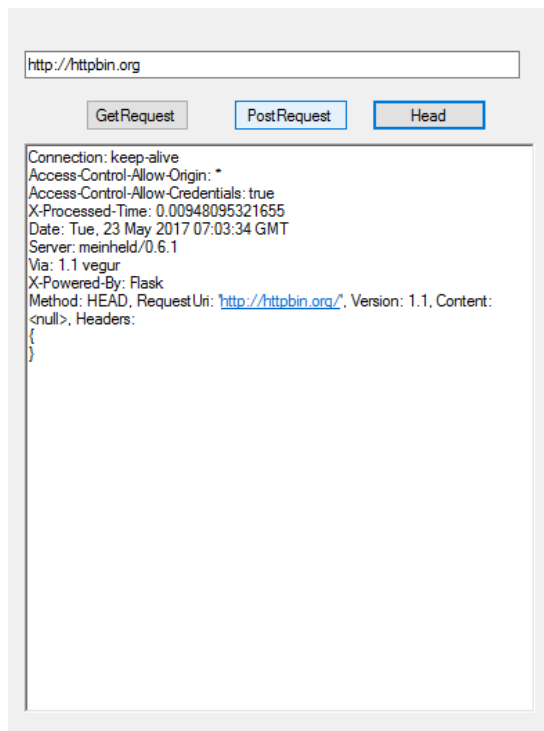 http://httpbin.org
GetRequest PostRequest Head
Connection: keep-alive
Access-Control-Allow-Origin: *
Access-Control-Allow-Credentials: true
X-Processed-Time: 0.00948095321655
Date: Tue, 23 May 2017 07:03:34 GMT
Server: meinheld/0.6.1
Via: 1.1 vegur
X-Powered-By: Flask
Method: HEAD, RequestUri: 'http://httpbin.org/', Version: 1.1, Content:
<null>, Headers:
{
}